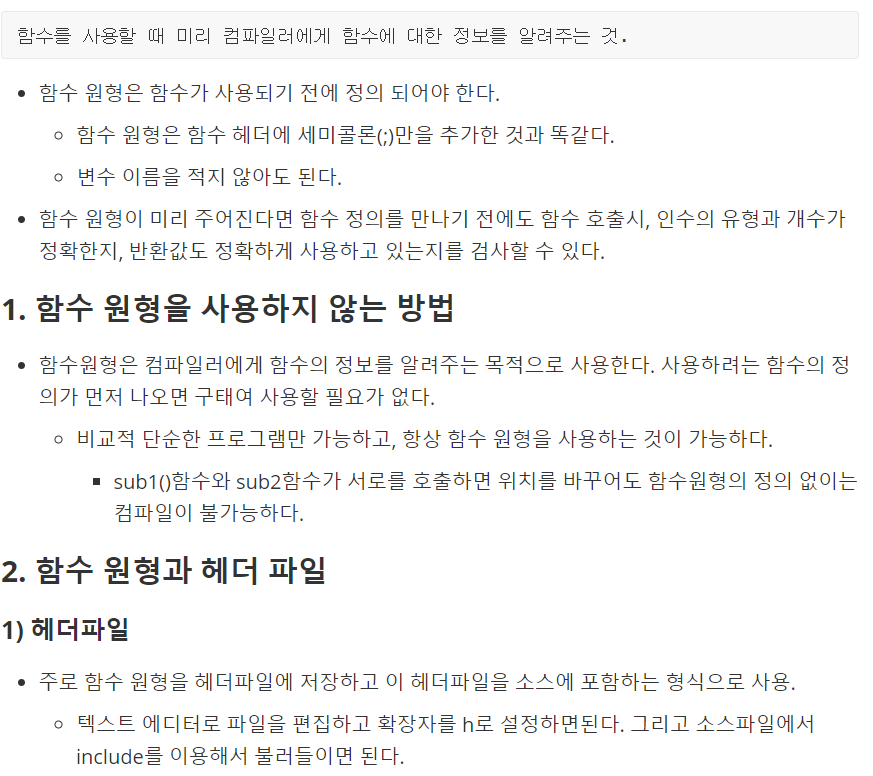 함수를 사용할 때 미리 컴파일러에게 함수에 대한 정보를 알려주는 것.
함수 원형은 함수가 사용되기 전에 정의 되어야 한다.
함수 원형은 함수 헤더에 세미콜론(;)만을 추가한 것과 똑같다.
변수 이름을 적지 않아도 된다.
함수 원형이 미리 주어진다면 함수 정의를 만나기 전에도 함수 호출시, 인수의 유형과 개수가
정확한지, 반환값도 정확하게 사용하고 있는지를 검사할 수 있다.
1. 함수 원형을 사용하지 않는 방법
함수원형은 컴파일러에게 함수의 정보를 알려주는 목적으로 사용한다. 사용하려는 함수의 정
의가 먼저 나오면 구태여 사용할 필요가 없다.
비교적 단순한 프로그램만 가능하고, 항상 함수 원형을 사용하는 것이 가능하다.
sub1()함수와 sub2함수가 서로를 호출하면 위치를 바꾸어도 함수원형의 정의 없이는
컴파일이 불가능하다.
2. 함수 원형과 헤더 파일
1) 헤더파일
주로 함수 원형을 헤더파일에 저장하고 이 헤더파일을 소스에 포함하는 형식으로 사용.
텍스트 에디터로 파일을 편집하고 확장자를 h로 설정하면된다. 그리고 소스파일에서
include를 이용해서 불러들이면 된다.